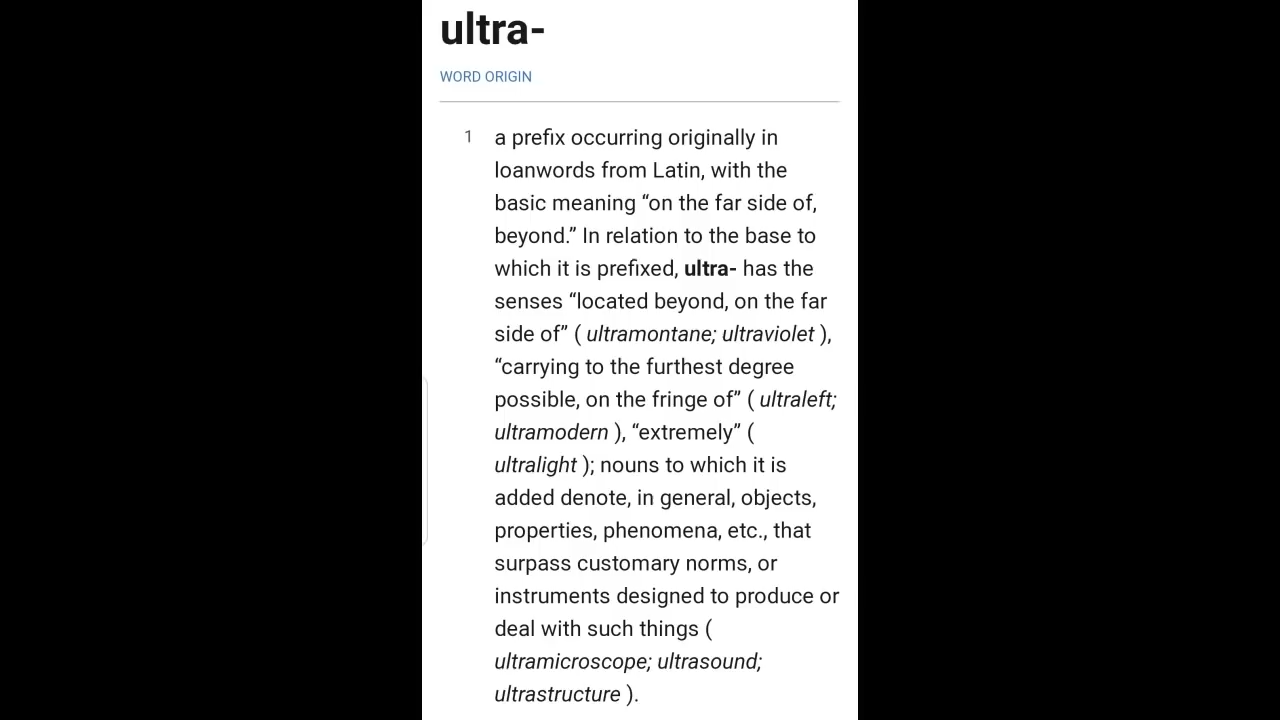 ultra-
WORD ORIGIN
1 a prefix occurring originally in
loanwords from Latin, with the
basic meaning “on the far side of,
beyond.” In relation to the base to
which it is prefixed, ultra- has the
senses “located beyond, on the far
side of” ( ultramontane; ultraviolet ),
“carrying to the furthest degree
possible, on the fringe of” ( ultraleft;
ultramodern ), “extremely” (
ultralight ); nouns to which it is
added denote, in general, objects,
properties, phenomena, etc., that
surpass customary norms, or
instruments designed to produce or
deal with such things (
ultramicroscope; ultrasound;
ultrastructure ).